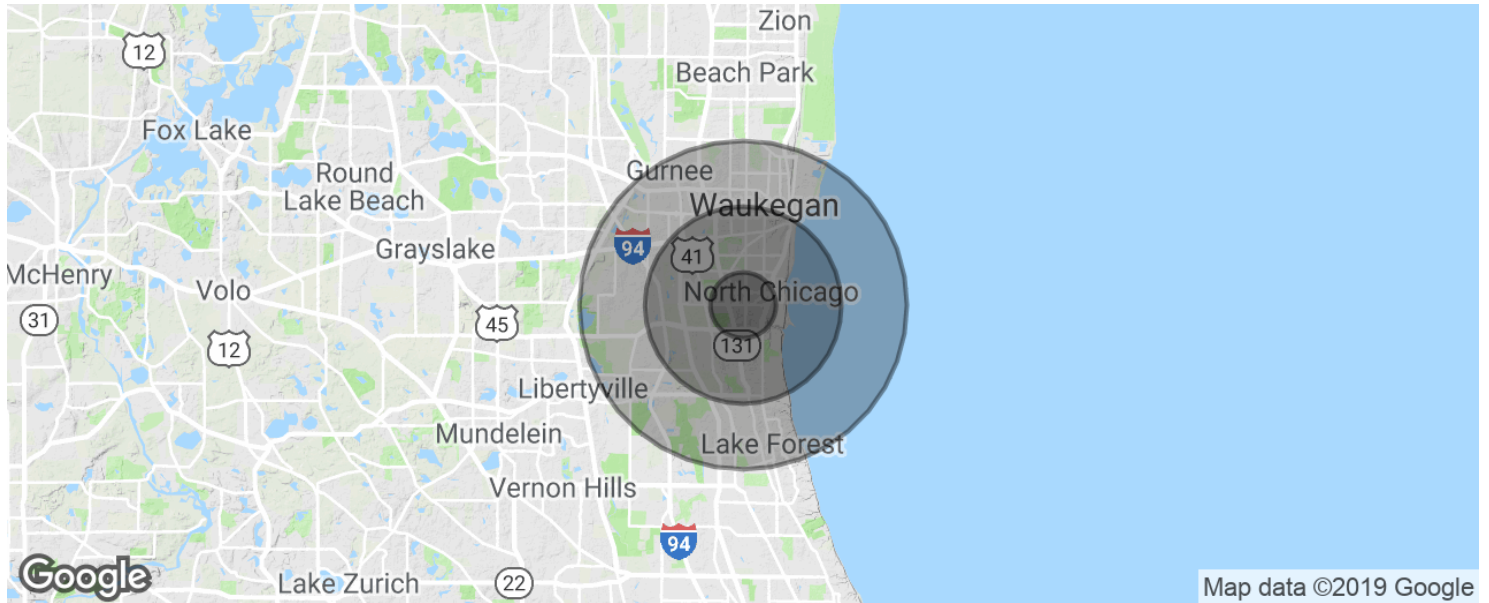 Zion
12
Beach Park
Fox Lake
Round
Lake Beach
Gurnee
Waukegan
Grayslake
94
41
McHenry
Volo
North Chicago
31
45
12
131
Libertyville
Mundelein
Lake Forest
Vernon Hills
94
Google
Lake Zurich
22
Map data ©2019 Google